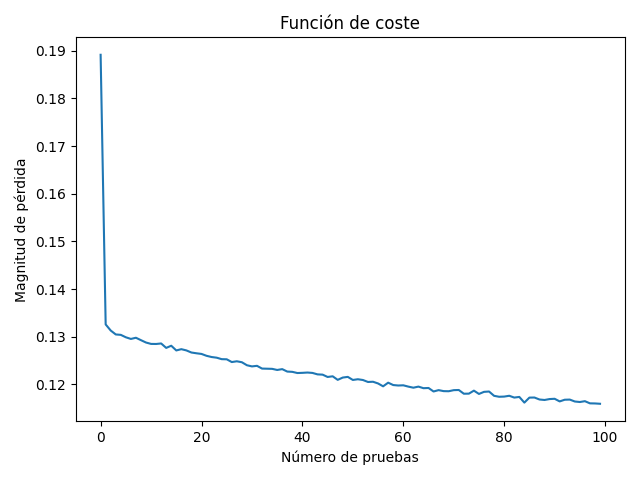 Función de coste
Magnitud de pérdida
0.19
0.18
0.17
0.16
0.15
0.14
0.13
0.12
0 20 40 60 80 100
Número de pruebas